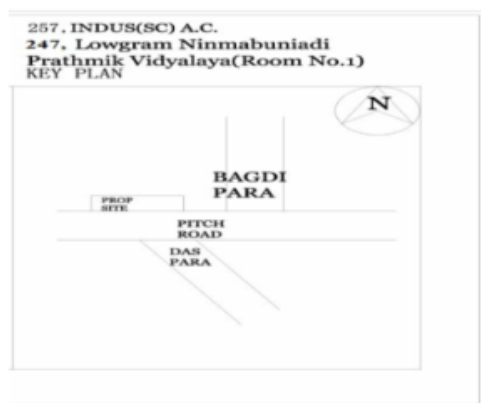 257, INDUS(SC) A.C.
247, Lowgram Ninmabuniadi
Prathmik Vidyalaya(Room No.1)
KEY PLAN
N
BAGDI
PARA
PROP
SITE
PITCH
ROAD
DAS
PARA